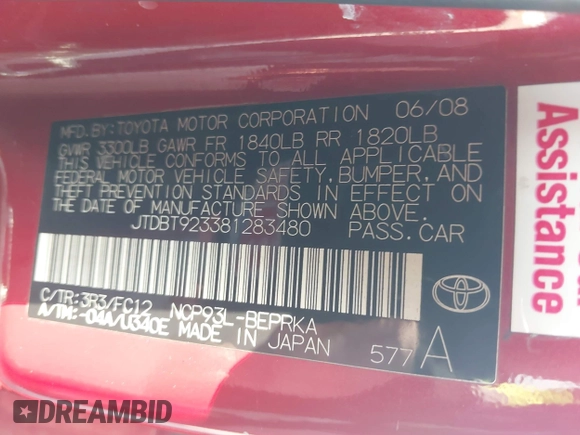 MFD.BY:TOYOTA MOTOR CORPORATION 06/08
GVWR 3300LB GAWR FR 1840LB RR 1820LB
THIS VEHICLE CONFORMS TO ALL APPLICABLE
FEDERAL MOTOR VEHICLE SAFETY, BUMPER, AND
THEFT PREVENTION STANDARDS IN EFFECT ON
THE DATE OF MANUFACTURE SHOWN ABOVE.
JTDBT923381283480 PASS.CAR
C/TR:3R3/FC12 NCP93L-BEPRKA
A/TM:-04A/U340E MADE IN JAPAN 577A
Assistance
DREAMBID